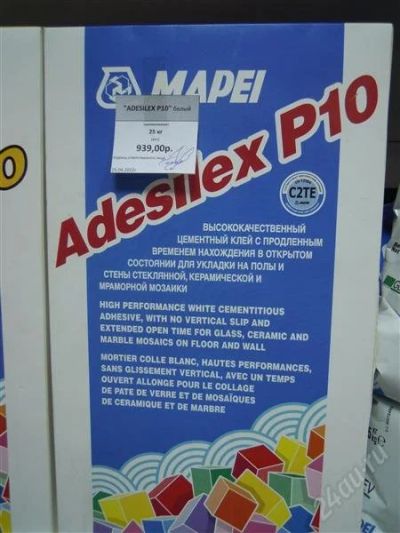 MAPEI
"ADESILEX P10" белый
25 кг
939,00р.
Adesilex P10
C2TE
ВЫСОКОКАЧЕСТВЕННЫЙ
ЦЕМЕНТНЫЙ КЛЕЙ С ПРОДЛЕННЫМ
ВРЕМЕНЕМ НАХОЖДЕНИЯ В ОТКРЫТОМ
СОСТОЯНИИ ДЛЯ УКЛАДКИ НА ПОЛЫ И
СТЕНЫ СТЕКЛЯННОЙ, КЕРАМИЧЕСКОЙ И
МРАМОРНОЙ МОЗАИКИ
HIGH PERFORMANCE WHITE CEMENTITIOUS
ADHESIVE, WITH NO VERTICAL SLIP AND
EXTENDED OPEN TIME FOR GLASS, CERAMIC AND
MARBLE MOSAICS ON FLOOR AND WALL
MORTIER COLLE BLANC, HAUTES PERFORMANCES,
SANS GLISSEMENT VERTICAL, AVEC UN TEMPS
OUVERT ALLONGE POUR LE COLLAGE
DE PATE DE VERRE ET DE MOSAÏQUES
DE CERAMIQUE ET DE MARBRE
24au.ru